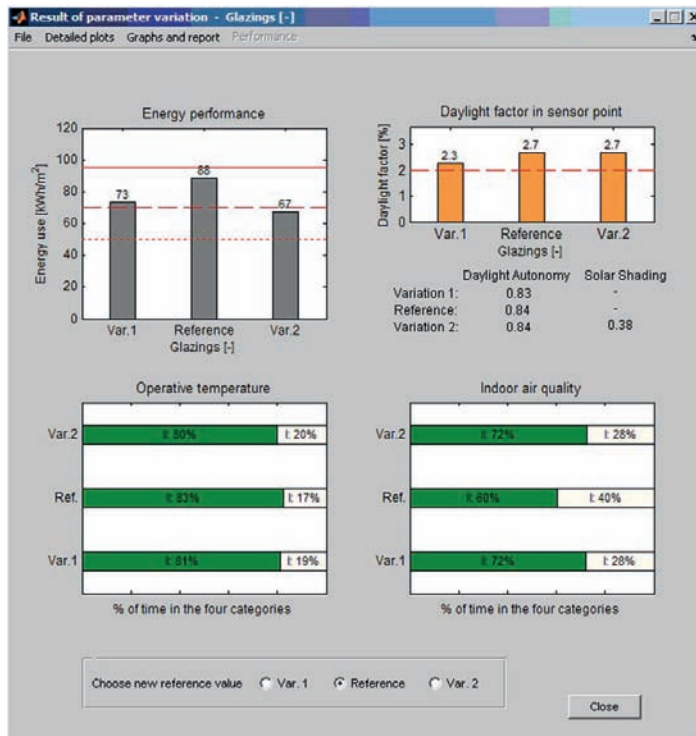 Result of parameter variation - Glazings [-]
File Detailed plots Graphs and report Performance
Energy performance
120
100
80
60
40
20
0
Energy use [kWh/m²]
73
88
67
Var.1 Reference Var.2
Glazings [-]
Daylight factor in sensor point
3
2
1
0
Daylight factor [%]
2.3
2.7
2.7
Var.1 Reference Var.2
Glazings [-]
Daylight Autonomy Solar Shading
Variation 1: 0.83 -
Reference: 0.84 -
Variation 2: 0.84 0.38
Operative temperature
Var.2 I: 80% I: 20%
Ref. I: 83% I: 17%
Var.1 I: 81% I: 19%
% of time in the four categories
Indoor air quality
Var.2 I: 72% I: 28%
Ref. I: 60% I: 40%
Var.1 I: 72% I: 28%
% of time in the four categories
Choose new reference value Var. 1 Reference Var. 2
Close